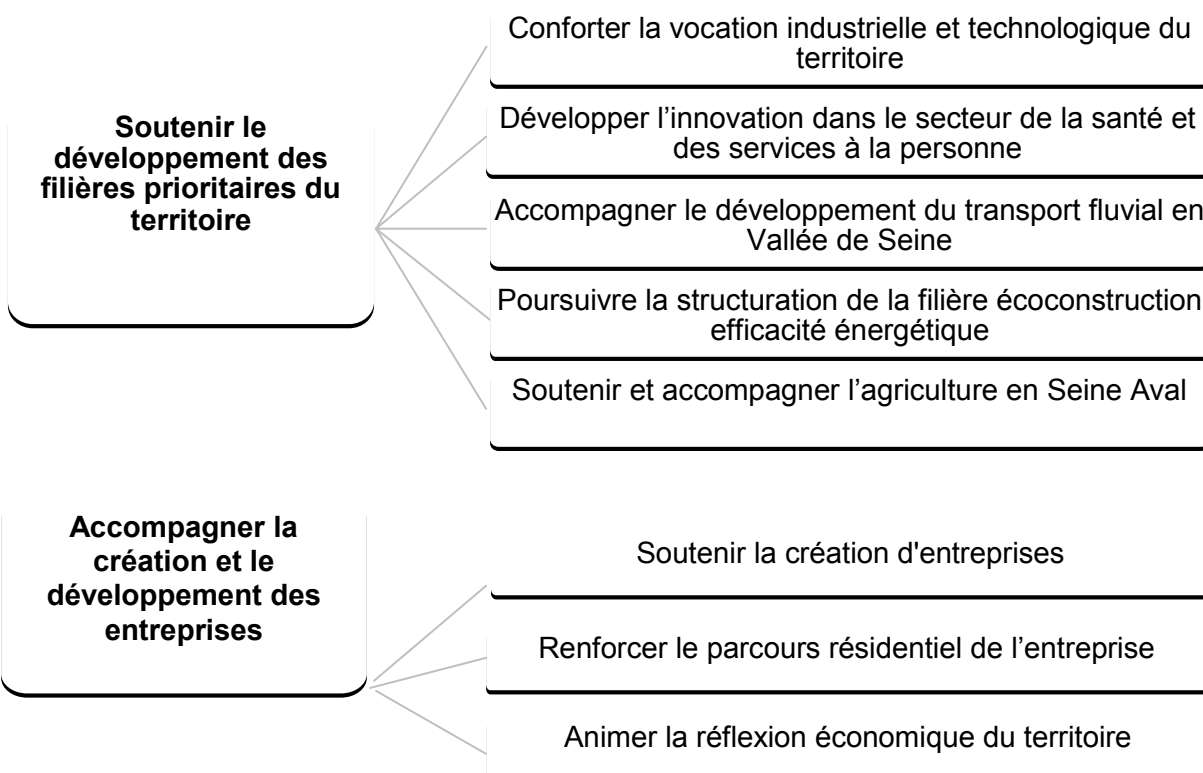 Soutenir le
développement des
filières prioritaires du
territoire
Conforter la vocation industrielle et technologique du
territoire
Développer l’innovation dans le secteur de la santé et
des services à la personne
Accompagner le développement du transport fluvial en
Vallée de Seine
Poursuivre la structuration de la filière écoconstruction
efficacité énergétique
Soutenir et accompagner l’agriculture en Seine Aval
Accompagner la
création et le
développement des
entreprises
Soutenir la création d'entreprises
Renforcer le parcours résidentiel de l’entreprise
Animer la réflexion économique du territoire